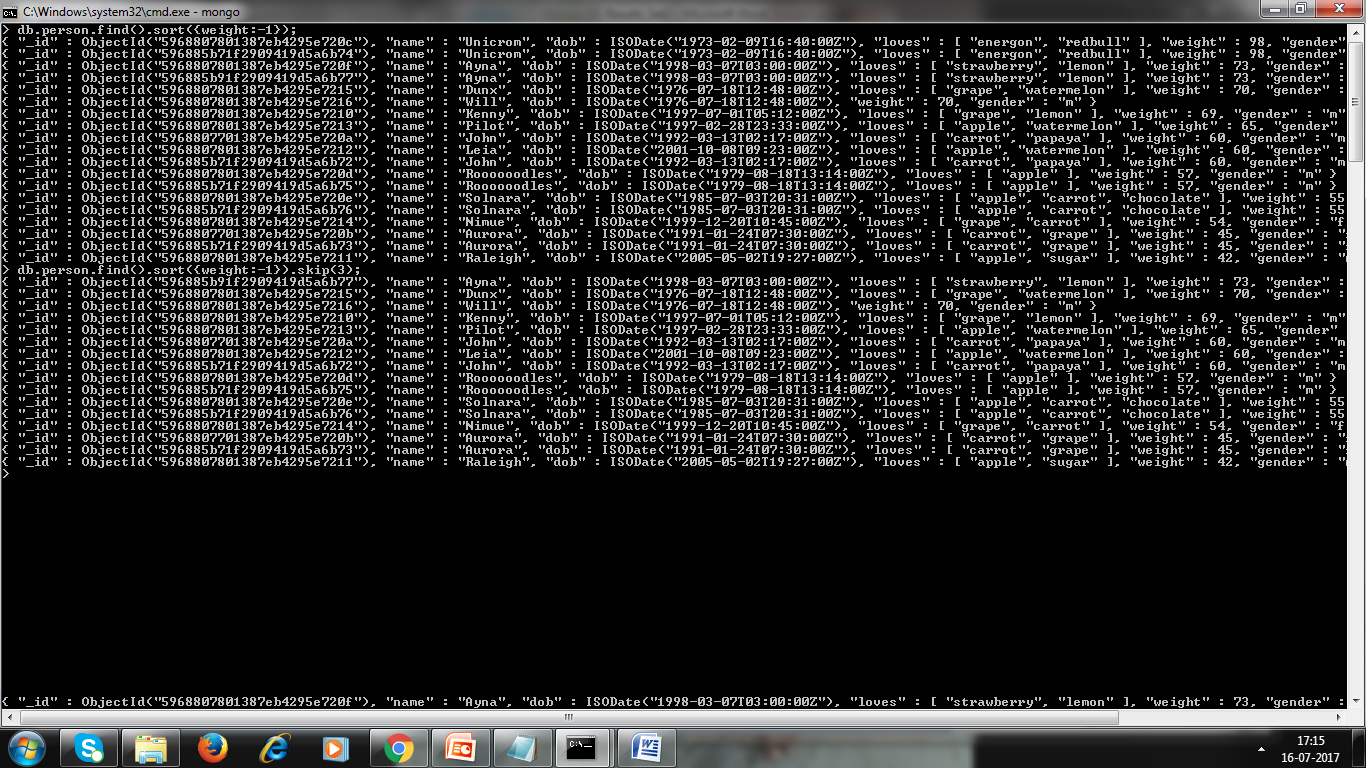 C:\Windows\system32\cmd.exe - mongo
> db.person.find().sort({weight:-1});
{ "_id" : ObjectId("5968807801387eb4295e720c"), "name" : "Unicrom", "dob" : ISODate("1973-02-09T16:40:00Z"), "loves" : [ "energon", "redbull" ], "weight" : 98, "gender"
{ "_id" : ObjectId("596885b71f2909419d5a6b74"), "name" : "Unicrom", "dob" : ISODate("1973-02-09T16:40:00Z"), "loves" : [ "energon", "redbull" ], "weight" : 98, "gender"
{ "_id" : ObjectId("5968807801387eb4295e720f"), "name" : "Ayna", "dob" : ISODate("1998-03-07T03:00:00Z"), "loves" : [ "strawberry", "lemon" ], "weight" : 73, "gender" :
{ "_id" : ObjectId("596885b91f2909419d5a6b77"), "name" : "Ayna", "dob" : ISODate("1998-03-07T03:00:00Z"), "loves" : [ "strawberry", "lemon" ], "weight" : 73, "gender" :
{ "_id" : ObjectId("5968807801387eb4295e7215"), "name" : "Dunx", "dob" : ISODate("1976-07-18T12:48:00Z"), "loves" : [ "grape", "watermelon" ], "weight" : 70, "gender" :
{ "_id" : ObjectId("5968807801387eb4295e7216"), "name" : "Will", "dob" : ISODate("1976-07-18T12:48:00Z"), "weight" : 70, "gender" : "m" }
{ "_id" : ObjectId("5968807801387eb4295e7210"), "name" : "Kenny", "dob" : ISODate("1997-07-01T05:12:00Z"), "loves" : [ "grape", "lemon" ], "weight" : 69, "gender" : "m"
{ "_id" : ObjectId("5968807801387eb4295e7213"), "name" : "Pilot", "dob" : ISODate("1997-02-28T23:33:00Z"), "loves" : [ "apple", "watermelon" ], "weight" : 65, "gender"
{ "_id" : ObjectId("5968807701387eb4295e720a"), "name" : "John", "dob" : ISODate("1992-03-13T02:17:00Z"), "loves" : [ "carrot", "papaya" ], "weight" : 60, "gender" : "m
{ "_id" : ObjectId("5968807801387eb4295e7212"), "name" : "Leia", "dob" : ISODate("2001-10-08T09:23:00Z"), "loves" : [ "apple", "watermelon" ], "weight" : 60, "gender" :
{ "_id" : ObjectId("596885b71f2909419d5a6b72"), "name" : "John", "dob" : ISODate("1992-03-13T02:17:00Z"), "loves" : [ "carrot", "papaya" ], "weight" : 60, "gender" : "m
{ "_id" : ObjectId("5968807801387eb4295e720d"), "name" : "Roooooodles", "dob" : ISODate("1979-08-18T13:14:00Z"), "loves" : [ "apple" ], "weight" : 57, "gender" : "m" }
{ "_id" : ObjectId("596885b71f2909419d5a6b75"), "name" : "Roooooodles", "dob" : ISODate("1979-08-18T13:14:00Z"), "loves" : [ "apple" ], "weight" : 57, "gender" : "m" }
{ "_id" : ObjectId("5968807801387eb4295e720e"), "name" : "Solnara", "dob" : ISODate("1985-07-03T20:31:00Z"), "loves" : [ "apple", "carrot", "chocolate" ], "weight" : 55
{ "_id" : ObjectId("596885b71f2909419d5a6b76"), "name" : "Solnara", "dob" : ISODate("1985-07-03T20:31:00Z"), "loves" : [ "apple", "carrot", "chocolate" ], "weight" : 55
{ "_id" : ObjectId("5968807801387eb4295e7214"), "name" : "Nimue", "dob" : ISODate("1999-12-20T10:45:00Z"), "loves" : [ "grape", "carrot" ], "weight" : 54, "gender" : "f
{ "_id" : ObjectId("5968807701387eb4295e720b"), "name" : "Aurora", "dob" : ISODate("1991-01-24T07:30:00Z"), "loves" : [ "carrot", "grape" ], "weight" : 45, "gender" :
{ "_id" : ObjectId("596885b71f2909419d5a6b73"), "name" : "Aurora", "dob" : ISODate("1991-01-24T07:30:00Z"), "loves" : [ "carrot", "grape" ], "weight" : 45, "gender" :
{ "_id" : ObjectId("5968807801387eb4295e7211"), "name" : "Raleigh", "dob" : ISODate("2005-05-02T19:27:00Z"), "loves" : [ "apple", "sugar" ], "weight" : 42, "gender" : "
> db.person.find().sort({weight:-1}).skip(3);
{ "_id" : ObjectId("596885b91f2909419d5a6b77"), "name" : "Ayna", "dob" : ISODate("1998-03-07T03:00:00Z"), "loves" : [ "strawberry", "lemon" ], "weight" : 73, "gender" :
{ "_id" : ObjectId("5968807801387eb4295e7215"), "name" : "Dunx", "dob" : ISODate("1976-07-18T12:48:00Z"), "loves" : [ "grape", "watermelon" ], "weight" : 70, "gender" :
{ "_id" : ObjectId("5968807801387eb4295e7216"), "name" : "Will", "dob" : ISODate("1976-07-18T12:48:00Z"), "weight" : 70, "gender" : "m" }
{ "_id" : ObjectId("5968807801387eb4295e7210"), "name" : "Kenny", "dob" : ISODate("1997-07-01T05:12:00Z"), "loves" : [ "grape", "lemon" ], "weight" : 69, "gender" : "m"
{ "_id" : ObjectId("5968807801387eb4295e7213"), "name" : "Pilot", "dob" : ISODate("1997-02-28T23:33:00Z"), "loves" : [ "apple", "watermelon" ], "weight" : 65, "gender"
{ "_id" : ObjectId("5968807701387eb4295e720a"), "name" : "John", "dob" : ISODate("1992-03-13T02:17:00Z"), "loves" : [ "carrot", "papaya" ], "weight" : 60, "gender" : "m
{ "_id" : ObjectId("5968807801387eb4295e7212"), "name" : "Leia", "dob" : ISODate("2001-10-08T09:23:00Z"), "loves" : [ "apple", "watermelon" ], "weight" : 60, "gender" :
{ "_id" : ObjectId("596885b71f2909419d5a6b72"), "name" : "John", "dob" : ISODate("1992-03-13T02:17:00Z"), "loves" : [ "carrot", "papaya" ], "weight" : 60, "gender" : "m
{ "_id" : ObjectId("5968807801387eb4295e720d"), "name" : "Roooooodles", "dob" : ISODate("1979-08-18T13:14:00Z"), "loves" : [ "apple" ], "weight" : 57, "gender" : "m" }
{ "_id" : ObjectId("596885b71f2909419d5a6b75"), "name" : "Roooooodles", "dob" : ISODate("1979-08-18T13:14:00Z"), "loves" : [ "apple" ], "weight" : 57, "gender" : "m" }
{ "_id" : ObjectId("5968807801387eb4295e720e"), "name" : "Solnara", "dob" : ISODate("1985-07-03T20:31:00Z"), "loves" : [ "apple", "carrot", "chocolate" ], "weight" : 55
{ "_id" : ObjectId("596885b71f2909419d5a6b76"), "name" : "Solnara", "dob" : ISODate("1985-07-03T20:31:00Z"), "loves" : [ "apple", "carrot", "chocolate" ], "weight" : 55
{ "_id" : ObjectId("5968807801387eb4295e7214"), "name" : "Nimue", "dob" : ISODate("1999-12-20T10:45:00Z"), "loves" : [ "grape", "carrot" ], "weight" : 54, "gender" : "f
{ "_id" : ObjectId("5968807701387eb4295e720b"), "name" : "Aurora", "dob" : ISODate("1991-01-24T07:30:00Z"), "loves" : [ "carrot", "grape" ], "weight" : 45, "gender" :
{ "_id" : ObjectId("596885b71f2909419d5a6b73"), "name" : "Aurora", "dob" : ISODate("1991-01-24T07:30:00Z"), "loves" : [ "carrot", "grape" ], "weight" : 45, "gender" :
{ "_id" : ObjectId("5968807801387eb4295e7211"), "name" : "Raleigh", "dob" : ISODate("2005-05-02T19:27:00Z"), "loves" : [ "apple", "sugar" ], "weight" : 42, "gender" : "
>
{ "_id" : ObjectId("5968807801387eb4295e720f"), "name" : "Ayna", "dob" : ISODate("1998-03-07T03:00:00Z"), "loves" : [ "strawberry", "lemon" ], "weight" : 73, "gender" :
17:15
16-07-2017